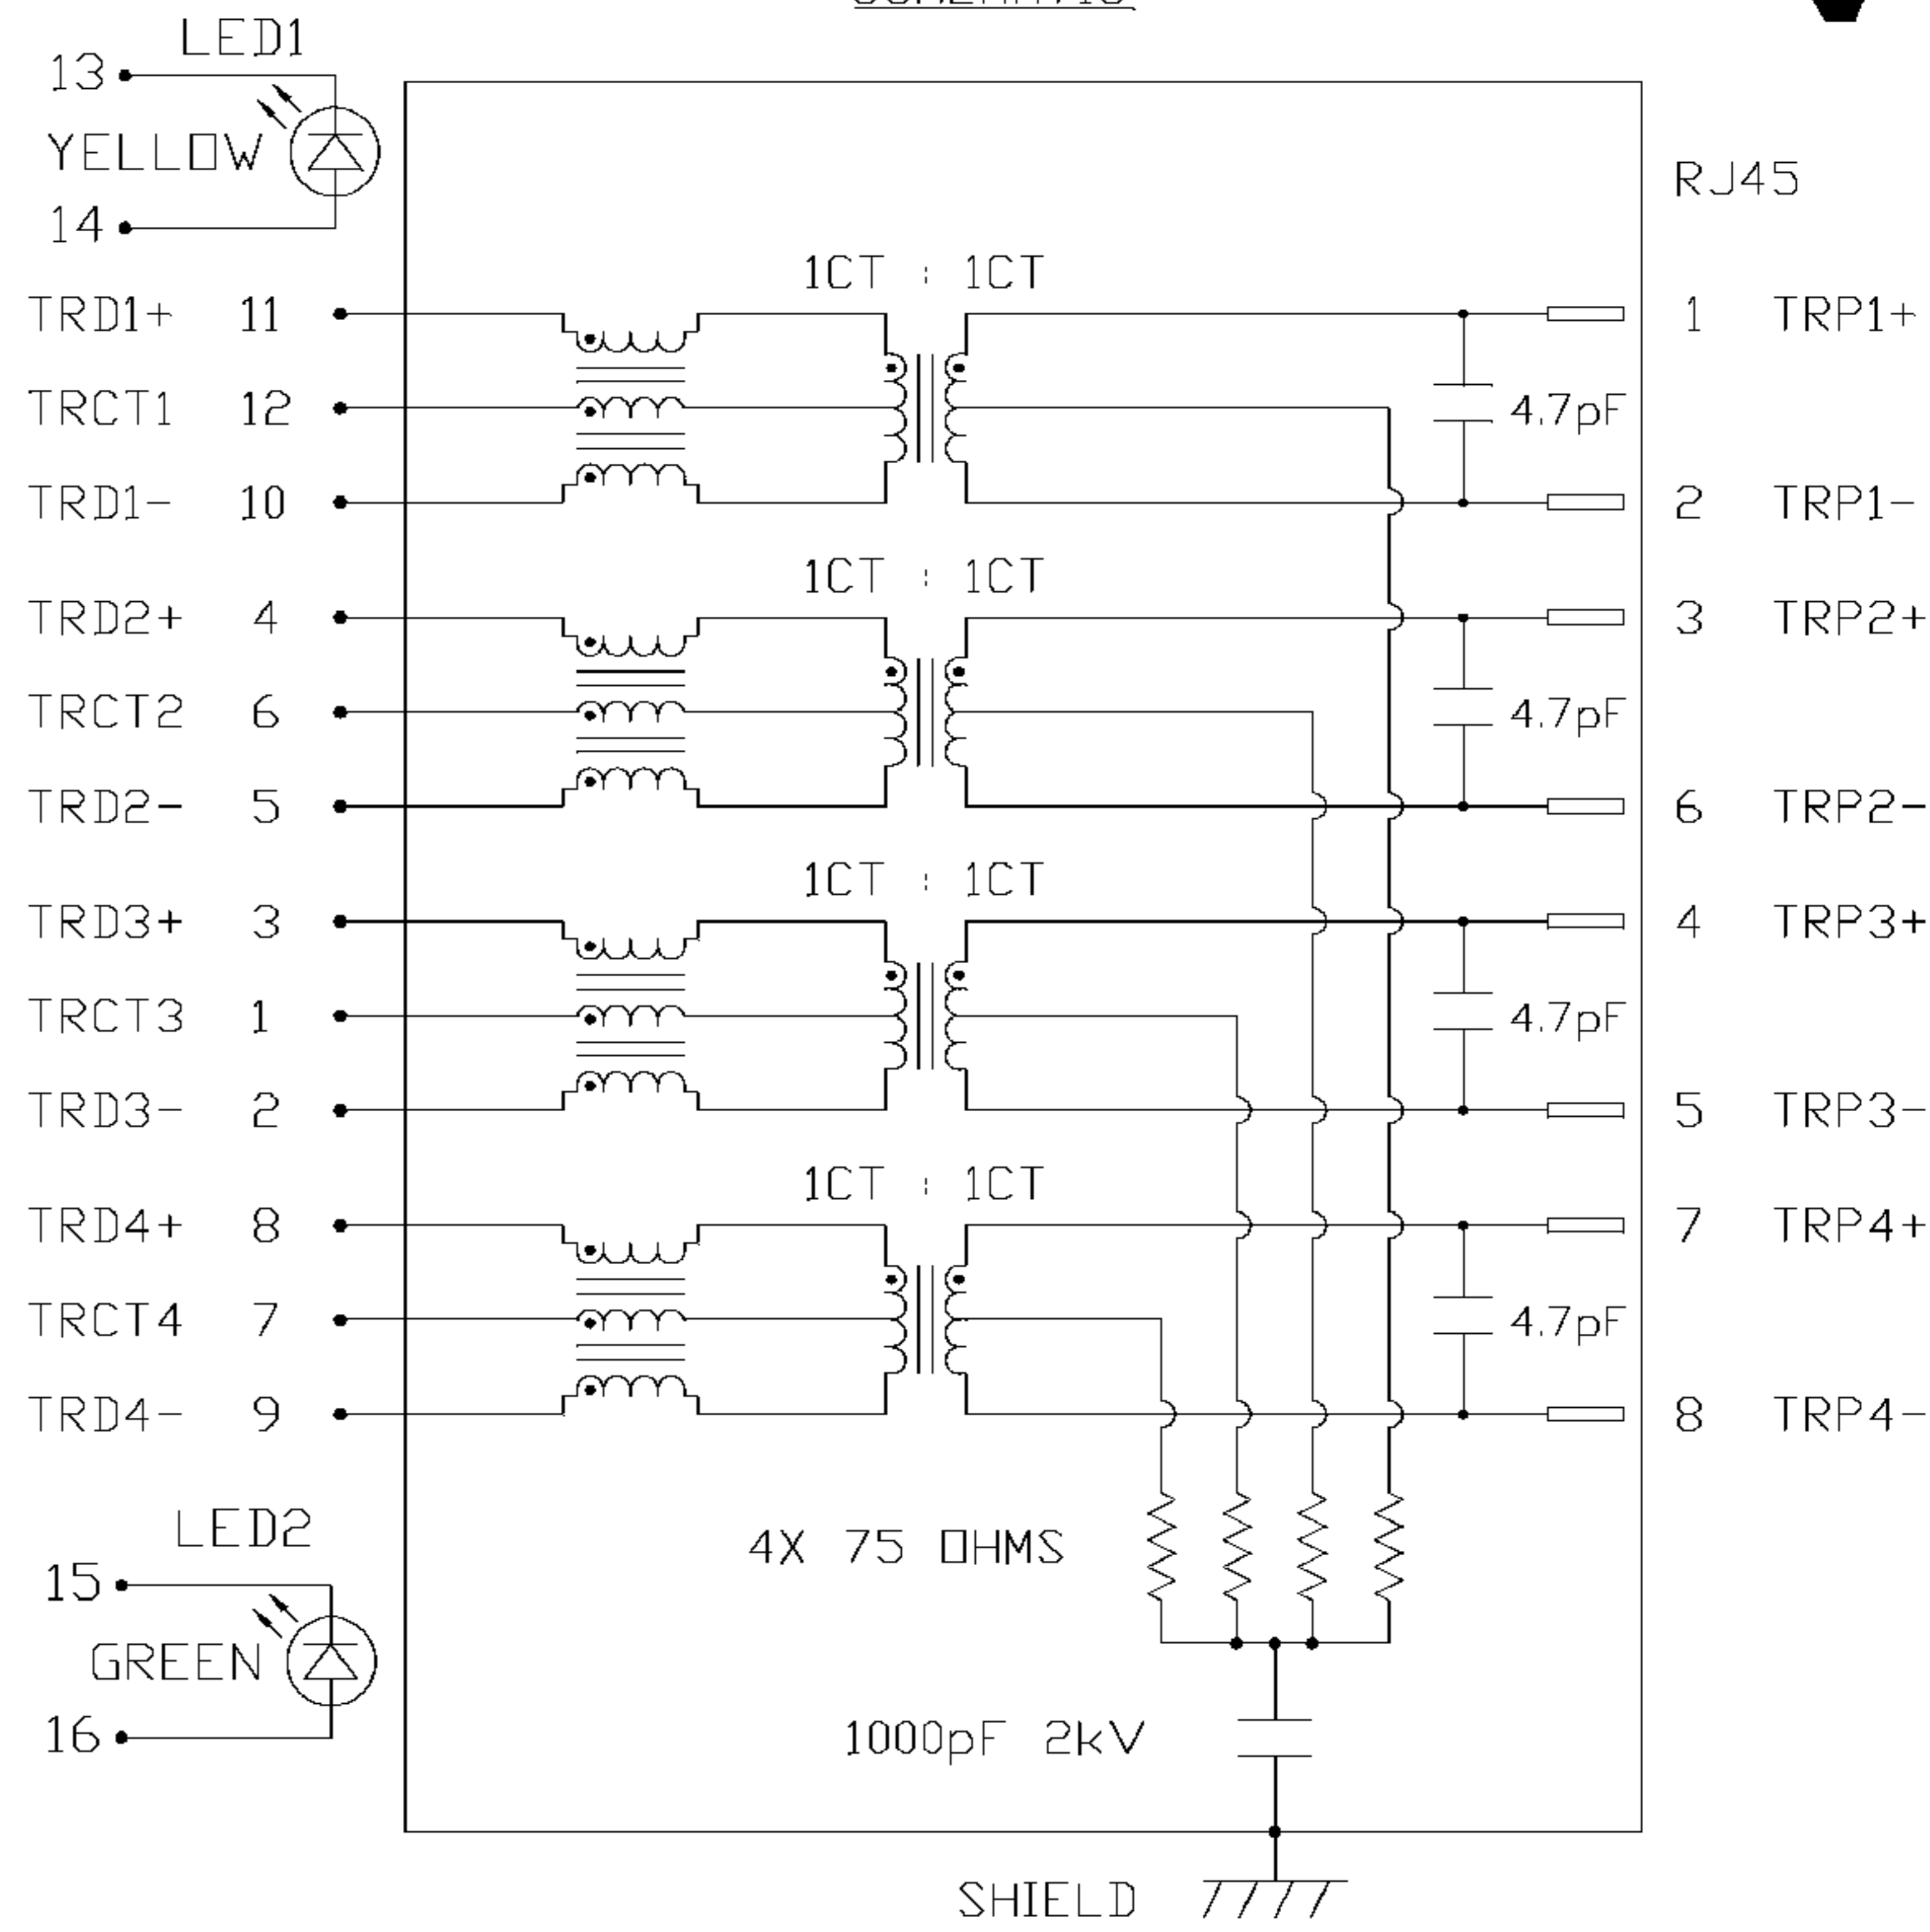 SCHEMATIC
LED1
13
YELLOW
14
RJ45
1CT : 1CT
TRD1+ 11 1 TRP1+
TRCT1 12 4.7pF
TRD1- 10 2 TRP1-
1CT : 1CT
TRD2+ 4 3 TRP2+
TRCT2 6 4.7pF
TRD2- 5 6 TRP2-
1CT : 1CT
TRD3+ 3 4 TRP3+
TRCT3 1 4.7pF
TRD3- 2 5 TRP3-
1CT : 1CT
TRD4+ 8 7 TRP4+
TRCT4 7 4.7pF
TRD4- 9 8 TRP4-
LED2
15
4X 75 OHMS
GREEN
16
1000pF 2kV
SHIELD